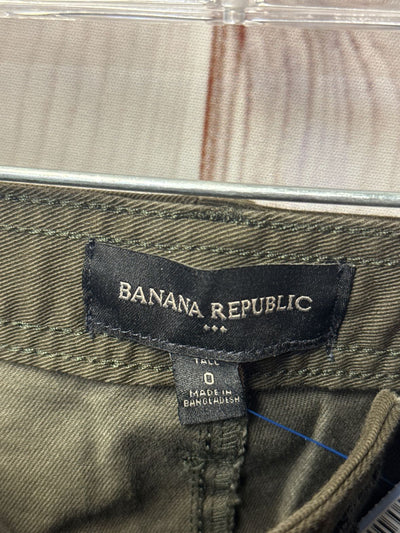 BANANA REPUBLIC
TALL
0
MADE IN
BANGLADESH